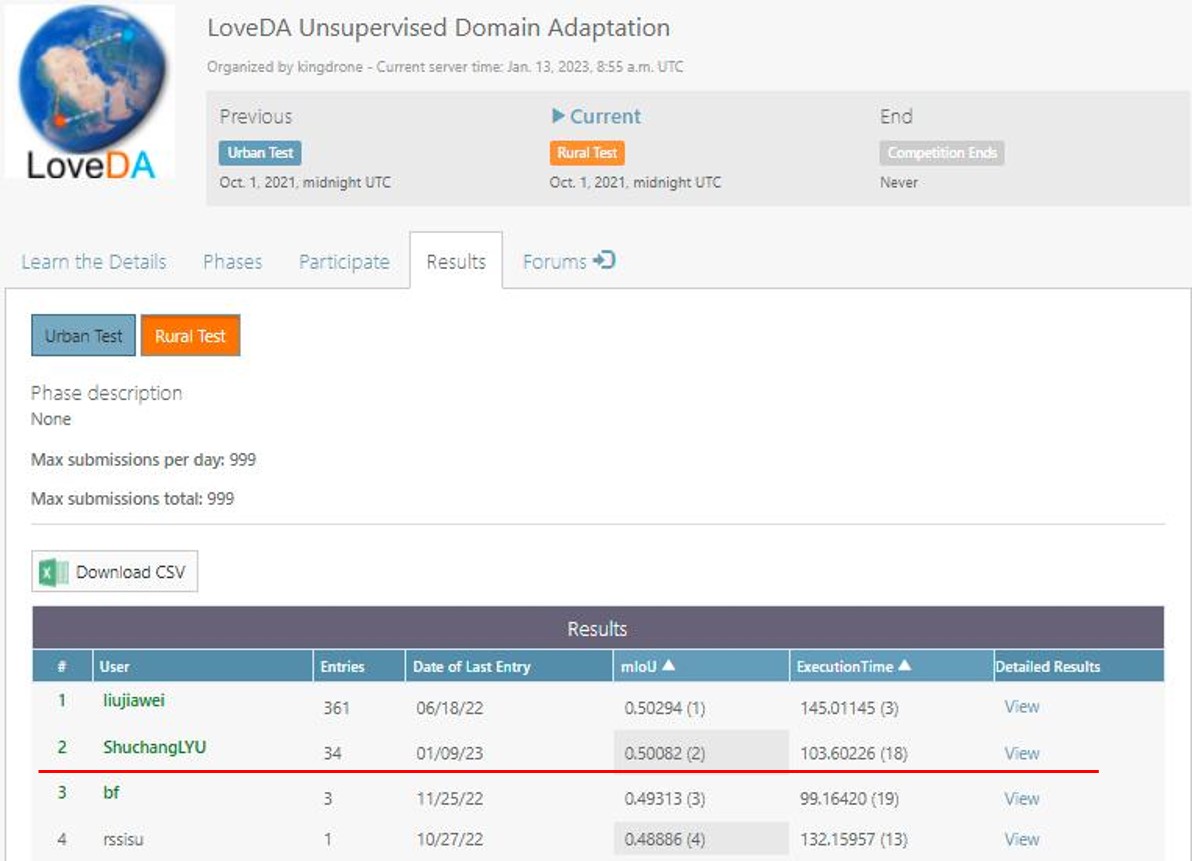 LoveDA
LoveDA Unsupervised Domain Adaptation
Organized by kingdrone - Current server time: Jan. 13, 2023, 8:55 a.m. UTC
Previous Current End
Urban Test Rural Test Competition Ends
Oct. 1, 2021, midnight UTC Oct. 1, 2021, midnight UTC Never
Learn the Details Phases Participate Results Forums
Urban Test Rural Test
Phase description
None
Max submissions per day: 999
Max submissions total: 999
Download CSV
Results
# User Entries Date of Last Entry mIoU ▲ ExecutionTime ▲ Detailed Results
1 liujiawei 361 06/18/22 0.50294 (1) 145.01145 (3) View
2 ShuchangLYU 34 01/09/23 0.50082 (2) 103.60226 (18) View
3 bf 3 11/25/22 0.49313 (3) 99.16420 (19) View
4 rssisu 1 10/27/22 0.48886 (4) 132.15957 (13) View